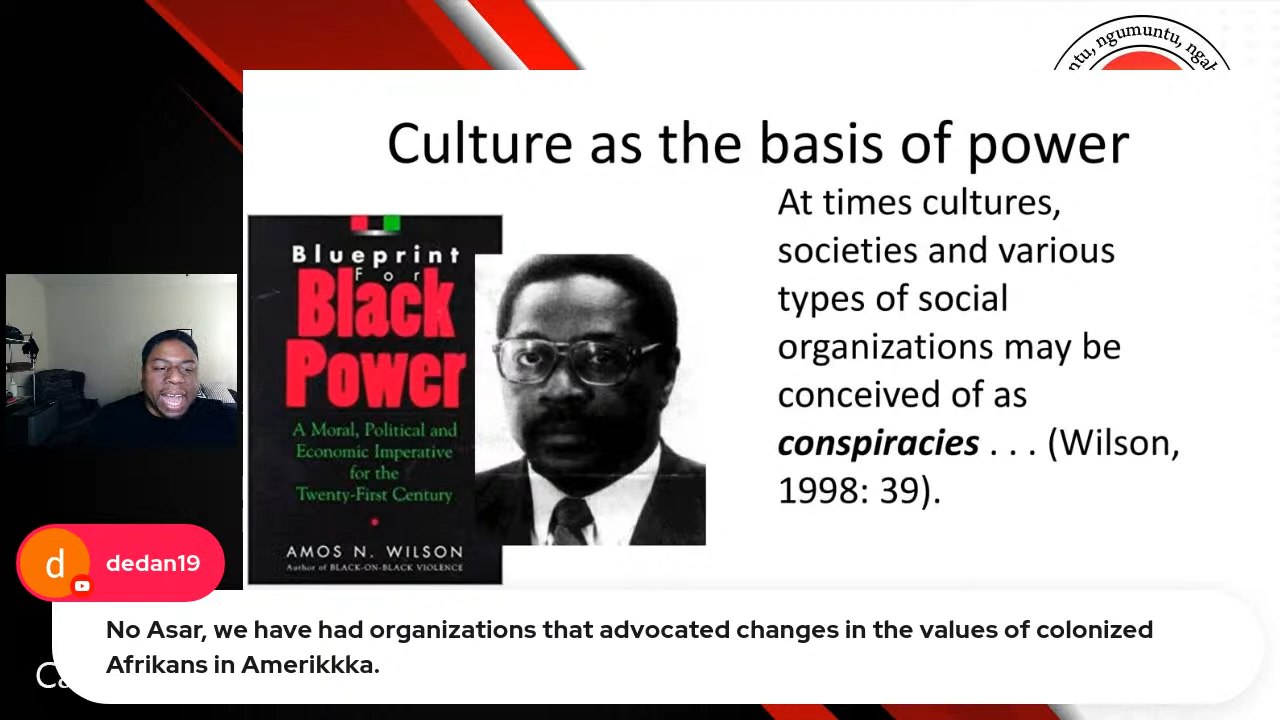 ntu, ngumuntu, ngab
Culture as the basis of power
At times cultures,
societies and various
types of social
organizations may be
conceived of as
conspiracies . . . (Wilson,
1998: 39).
Blueprint
For
Black
Power
A Moral, Political and
Economic Imperative
for the
Twenty-First Century
AMOS N. WILSON
Author of BLACK-ON-BLACK VIOLENCE
d
dedan19
No Asar, we have had organizations that advocated changes in the values of colonized
Afrikans in Amerikkka.